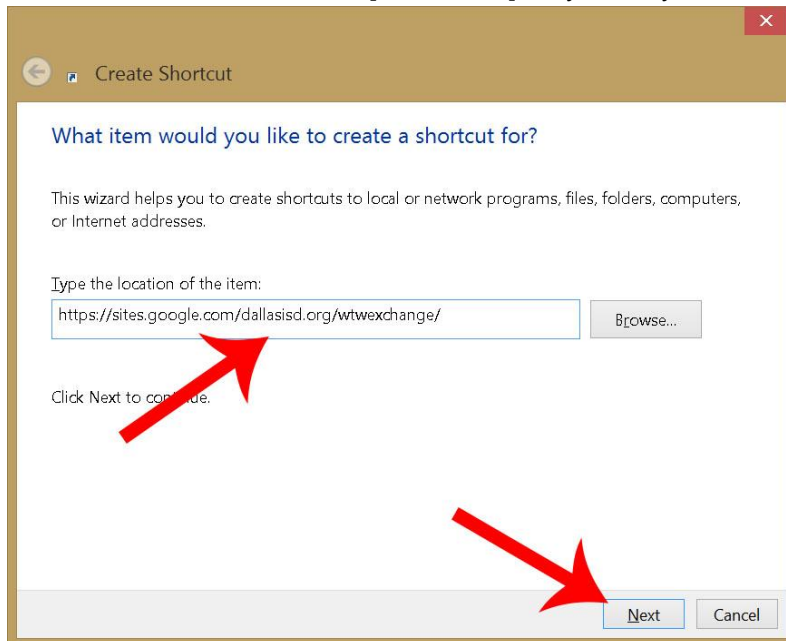 Create Shortcut
What item would you like to create a shortcut for?
This wizard helps you to create shortcuts to local or network programs, files, folders, computers,
or Internet addresses.
Type the location of the item:
https://sites.google.com/dallasisd.org/wtwexchange/
Browse...
Click Next to continue.
Next Cancel